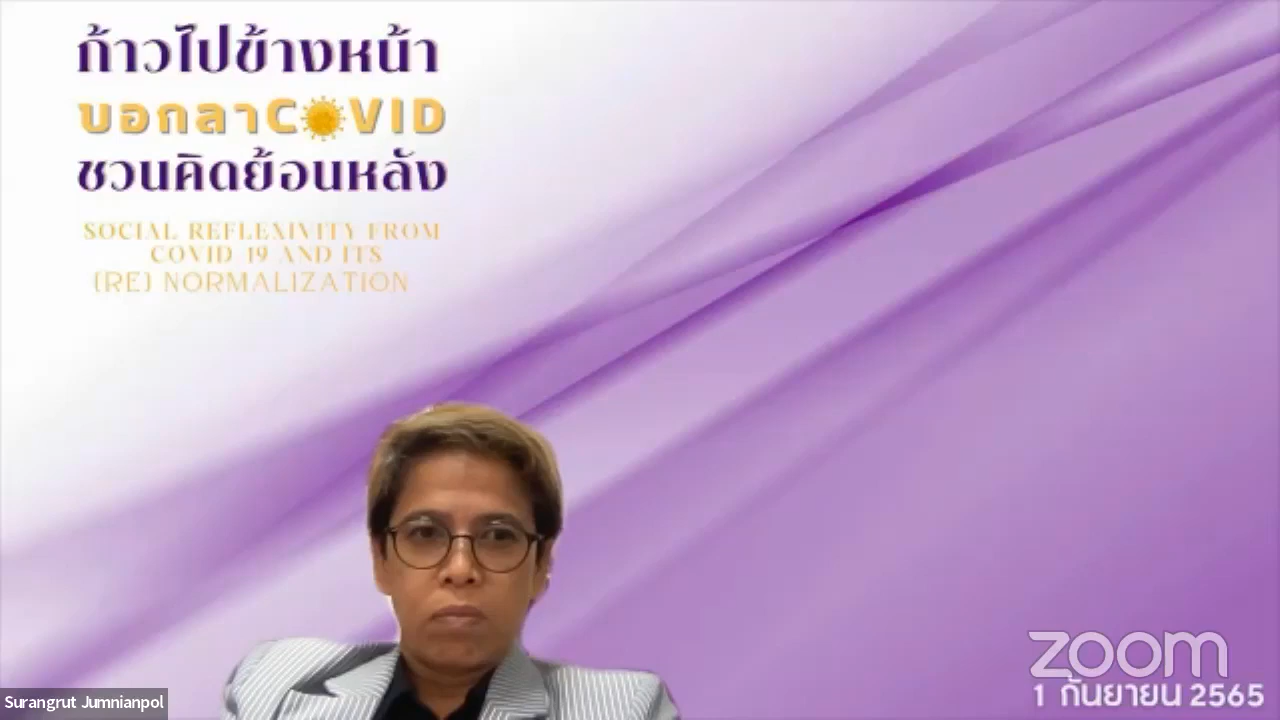 ก้าวไปข้างหน้า
บอกลาCOVID
ชวนคิดย้อนหลัง
SOCIAL REFLEXIVITY FROM
COVID 19 AND ITS
(RE) NORMALIZATION
zoom
1 กันยายน 2565
Surangrut Jumnianpol